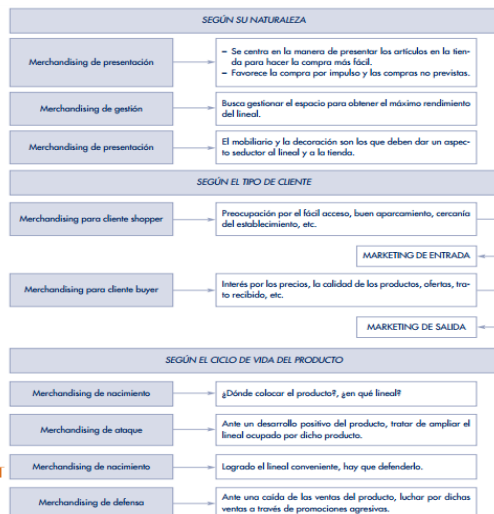 SEGÚN SU NATURALEZA
Merchandising de presentación
– Se centra en la manera de presentar los artículos en la tien-
da para hacer la compra más fácil.
– Favorece la compra por impulso y las compras no previstas.
Merchandising de gestión
Busca gestionar el espacio para obtener el máximo rendimiento
del lineal.
Merchandising de presentación
El mobiliario y la decoración son los que deben dar un aspec-
to seductor al lineal y a la tienda.
SEGÚN EL TIPO DE CLIENTE
Merchandising para cliente shopper
Preocupación por el fácil acceso, buen aparcamiento, cercanía
del establecimiento, etc.
MARKETING DE ENTRADA
Merchandising para cliente buyer
Interés por los precios, la calidad de los productos, ofertas, tra-
to recibido, etc.
MARKETING DE SALIDA
SEGÚN EL CICLO DE VIDA DEL PRODUCTO
Merchandising de nacimiento
¿Dónde colocar el producto?, ¿en qué lineal?
Merchandising de ataque
Ante un desarrollo positivo del producto, tratar de ampliar el
lineal ocupado por dicho producto.
Merchandising de nacimiento
Logrado el lineal conveniente, hay que defenderlo.
Merchandising de defensa
Ante una caída de las ventas del producto, luchar por dichas
ventas a través de promociones agresivas.